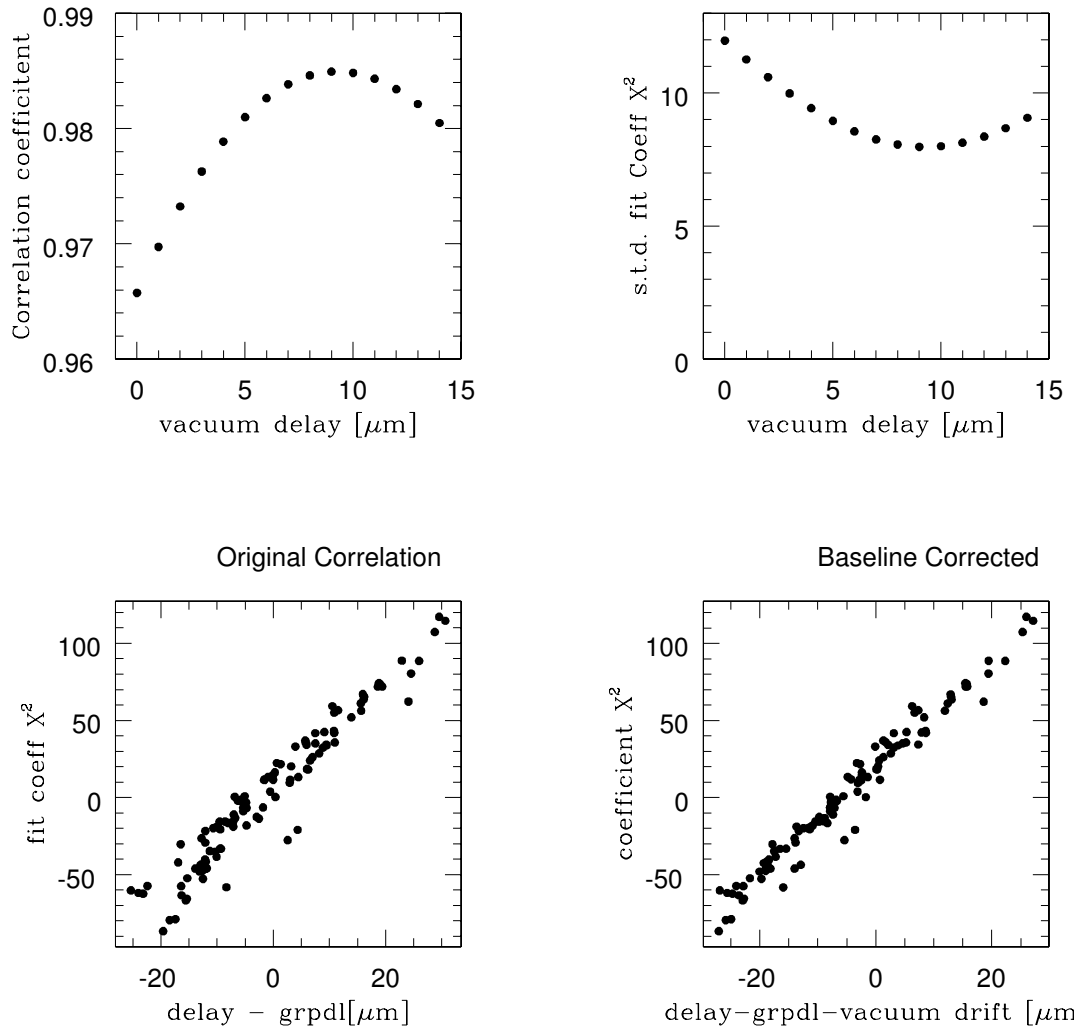 0.99
0.98
0.97
0.96
Correlation coefficitent
0 5 10 15
vacuum delay [μm]
10
5
0
s.t.d. fit Coeff X²
0 5 10 15
vacuum delay [μm]
Original Correlation
100
50
0
-50
fit coeff X²
-20 0 20
delay − grpdl[μm]
Baseline Corrected
100
50
0
-50
coefficient X²
-20 0 20
delay−grpdl−vacuum drift [μm